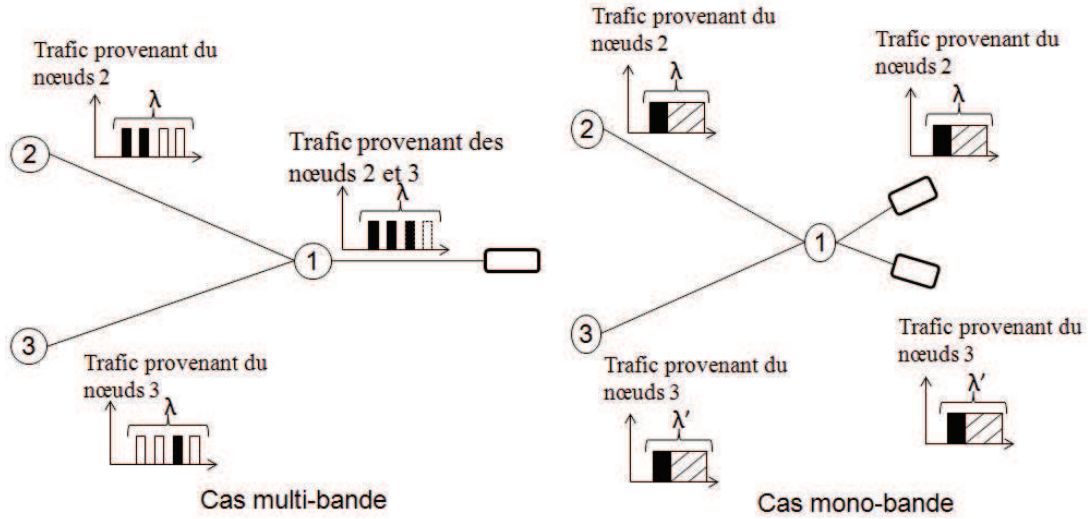 Trafic provenant du
nœuds 2
λ
2
Trafic provenant des
nœuds 2 et 3
λ
1
3
Trafic provenant du
nœuds 3
λ
Cas multi-bande
Trafic provenant du
nœuds 2
λ
2
Trafic provenant du
nœuds 2
λ
1
3
Trafic provenant du
nœuds 3
λ'
Trafic provenant du
nœuds 3
λ'
Cas mono-bande